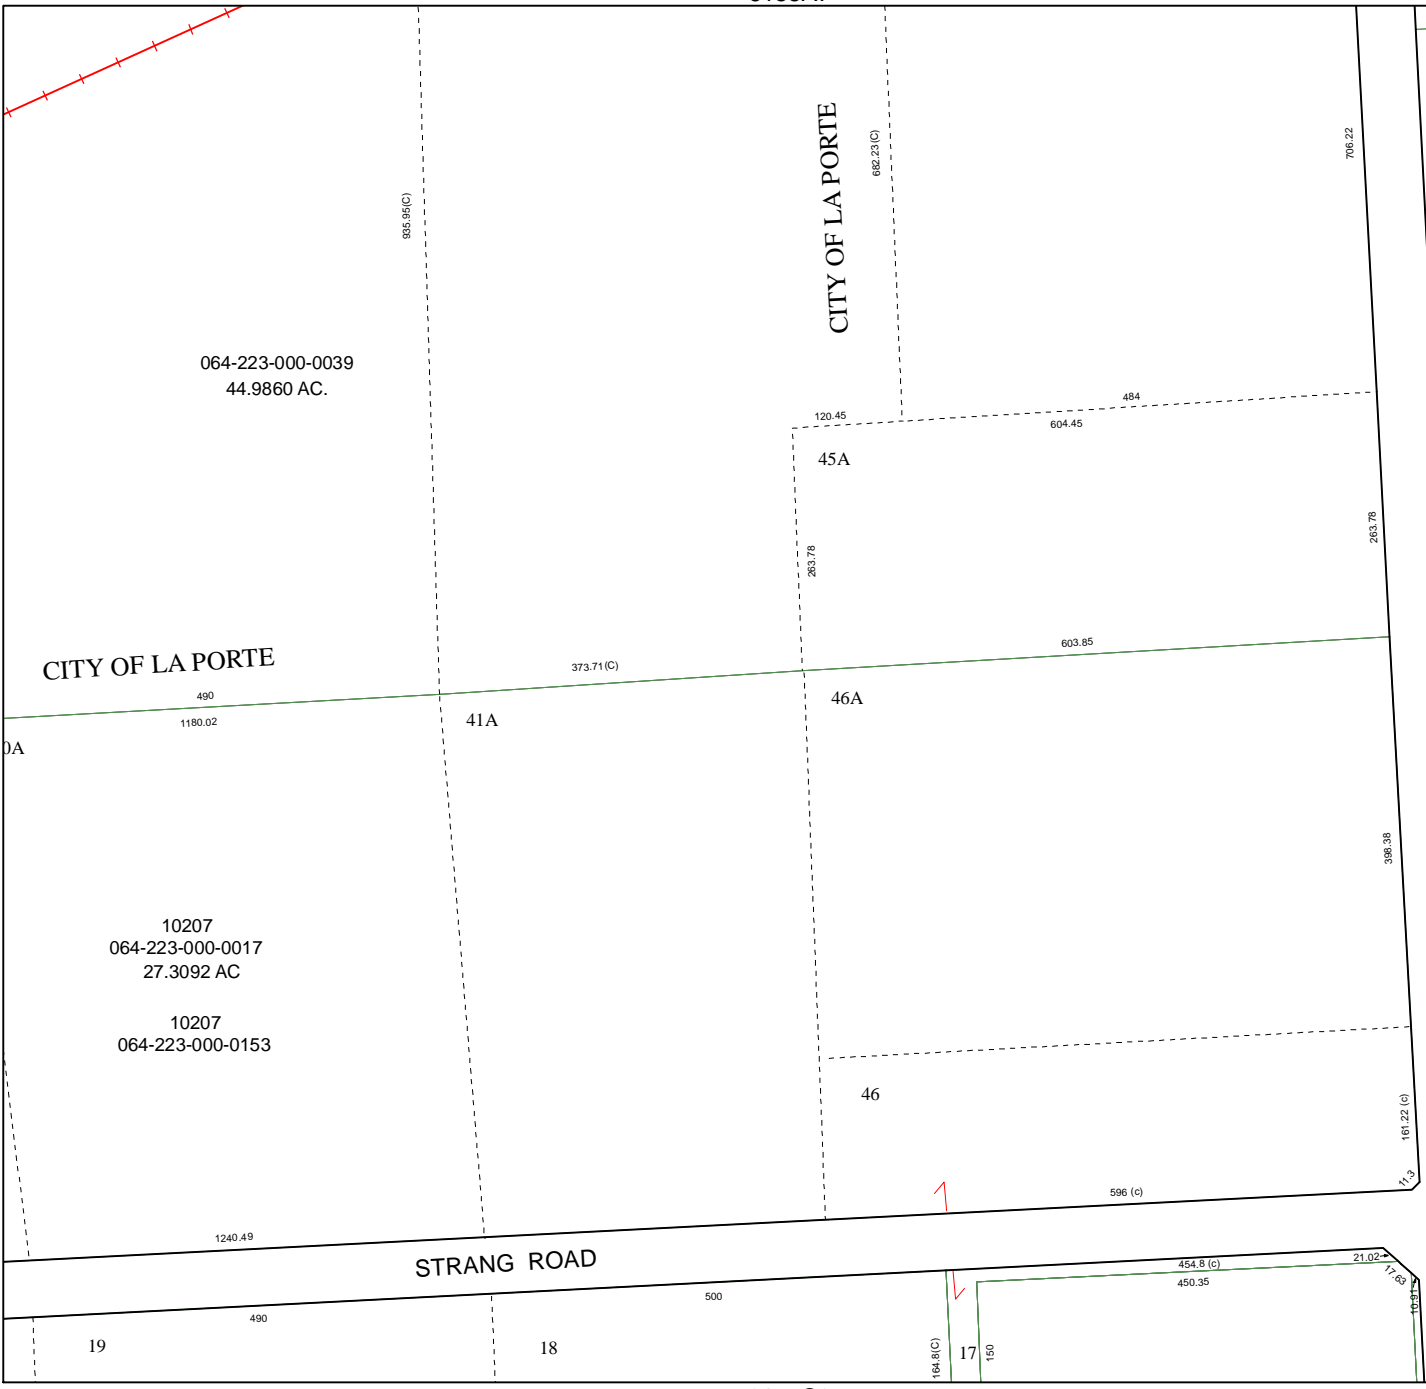 706.22
682.23(C)
CITY OF LA PORTE
935.95(C)
064-223-000-0039
44.9860 AC.
484
120.45
604.45
45A
263.78
263.78
603.85
CITY OF LA PORTE
373.71(C)
490
46A
1180.02
41A
0A
398.38
10207
064-223-000-0017
27.3092 AC
10207
064-223-000-0153
46
161.22 (c)
11.3
596 (c)
1240.49
STRANG ROAD
21.02
454.8 (c)
17.63
450.35
10.91
500
490
19
18
164.8(C)
17
150